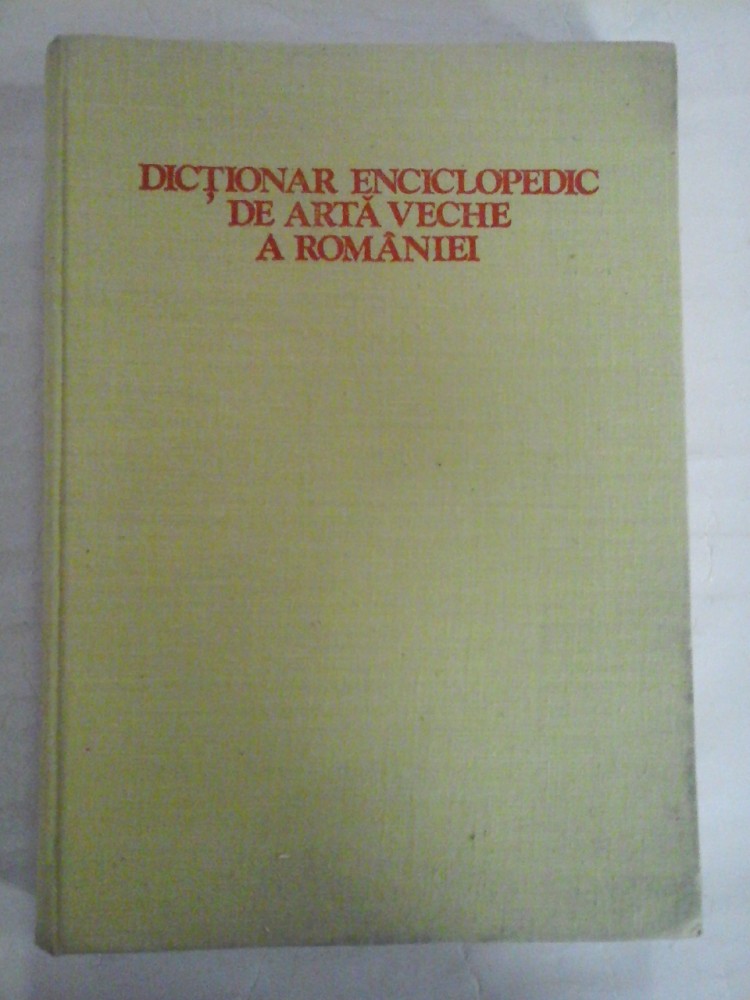 DICȚIONAR ENCICLOPEDIC
DE ARTĂ VECHE
A ROMÂNIEI